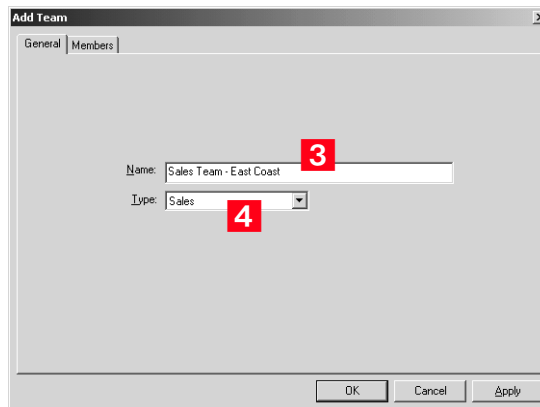 Add Team
General Members
3
Name: Sales Team - East Coast
Type: Sales
4
OK Cancel Apply